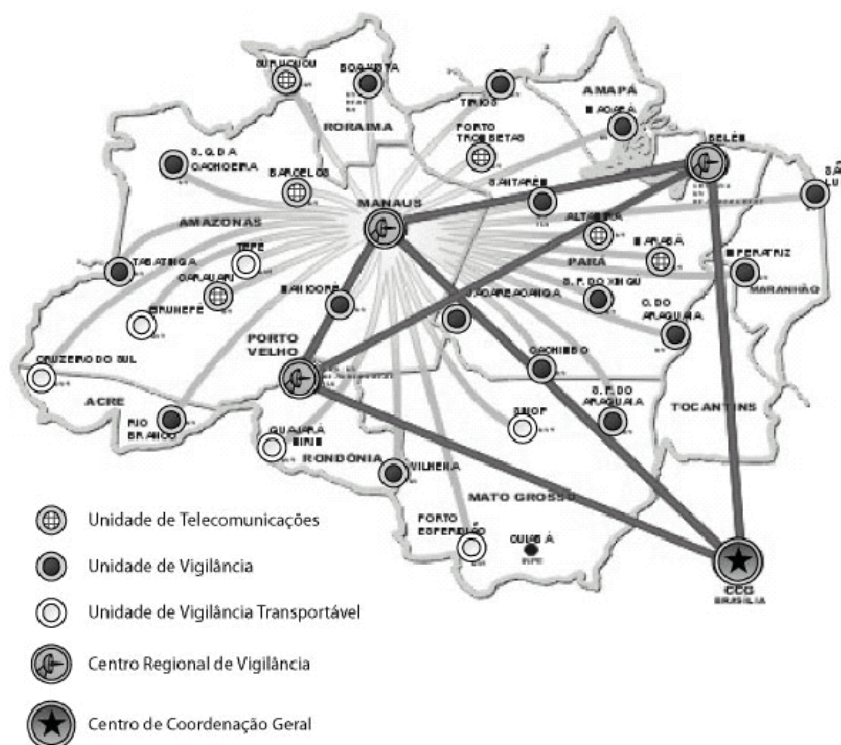 SURUCUCU
BOA VISTA
TIRIOS
AMAPÁ
MACAPÁ
RORAIMA
PORTO
TROMBETAS
BELÉM
S. G. DA
CACHOEIRA
BARCELOS
SANTARÉM
MANAUS
ALTAMIRA
AMAZONAS
TEFÉ
MARABÁ
PARÁ
IMPERATRIZ
TABATINGA
CARAUARI
S. F. DO XINGÚ
MARANHÃO
MANICORÉ
JACAREACANGA
C. DO
ARAGUAIA
EIRUNEPÉ
PORTO
VELHO
CACHIMBO
CRUZEIRO DO SUL
ACRE
S. F. DO
ARAGUAIA
TOCANTINS
RIO
BRANCO
SINOP
GUAJARÁ
MIRIM
RONDÔNIA
VILHENA
MATO GROSSO
PORTO
ESPERIDIÃO
CUIABÁ
CCG
BRASÍLIA
Unidade de Telecomunicações
Unidade de Vigilância
Unidade de Vigilância Transportável
Centro Regional de Vigilância
Centro de Coordenação Geral